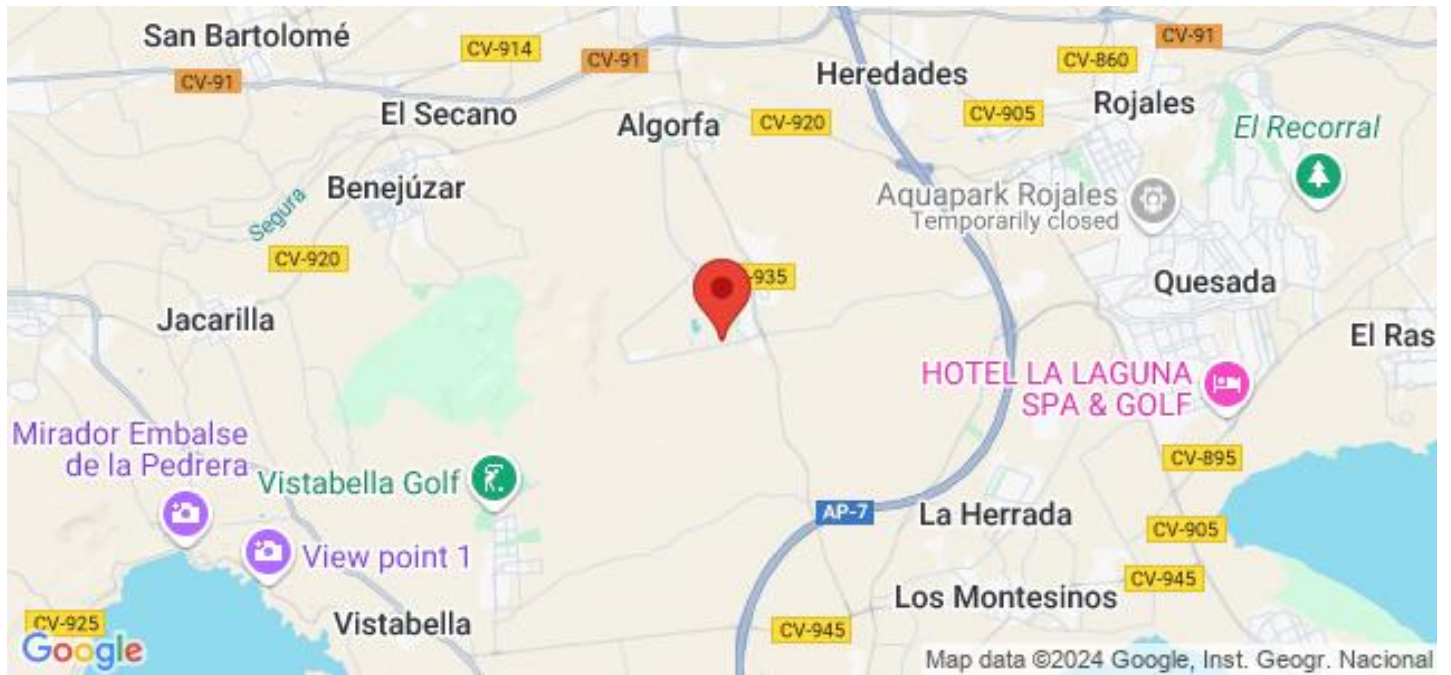 San Bartolomé
CV-914
CV-91
CV-860
CV-91
CV-91
Heredades
Rojales
El Secano
Algorfa
CV-920
CV-905
El Recorral
Benejúzar
Aquapark Rojales
Temporarily closed
Segura
CV-920
-935
Quesada
Jacarilla
El Ras
HOTEL LA LAGUNA
SPA & GOLF
Mirador Embalse
de la Pedrera
Vistabella Golf
CV-895
AP-7
La Herrada
CV-905
View point 1
CV-945
Los Montesinos
CV-925
Vistabella
CV-945
Google
Map data ©2024 Google, Inst. Geogr. Nacional